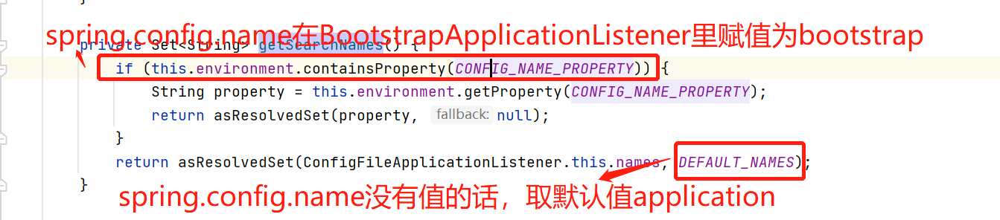 spring.config.name在BootstrapApplicationListener里赋值为bootstrap
private Set<String> getSearchNames() {
if (this.environment.containsProperty(CONFIG_NAME_PROPERTY)) {
String property = this.environment.getProperty(CONFIG_NAME_PROPERTY);
return asResolvedSet(property, fallback: null);
}
return asResolvedSet(ConfigFileApplicationListener.this.names, DEFAULT_NAMES);
}
spring.config.name没有值的话，取默认值application